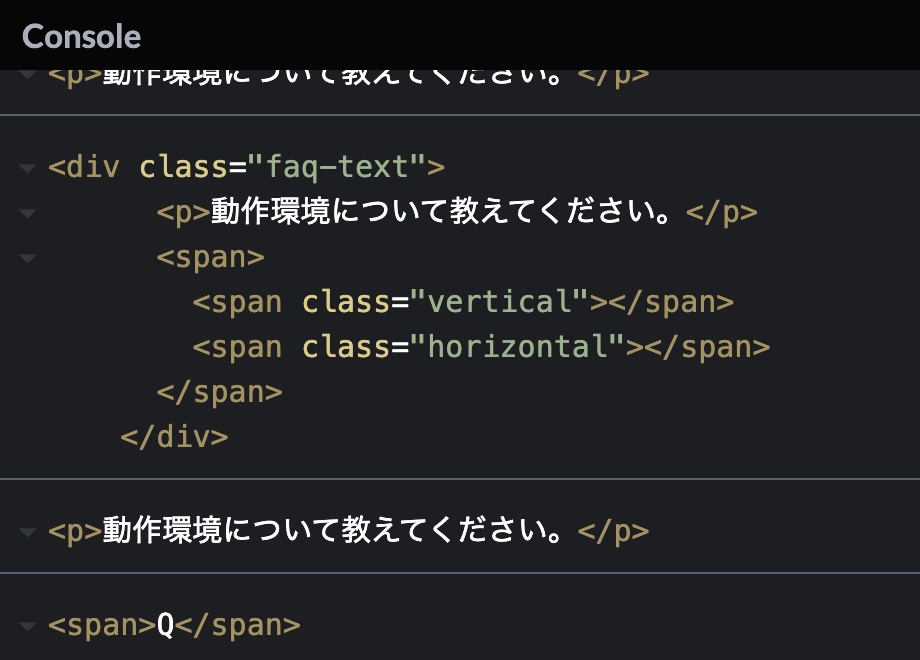 Console
<p>動作環境について教えてください。</p>
<div class="faq-text">
<p>動作環境について教えてください。</p>
<span>
<span class="vertical"></span>
<span class="horizontal"></span>
</span>
</div>
<p>動作環境について教えてください。</p>
<span>Q</span>